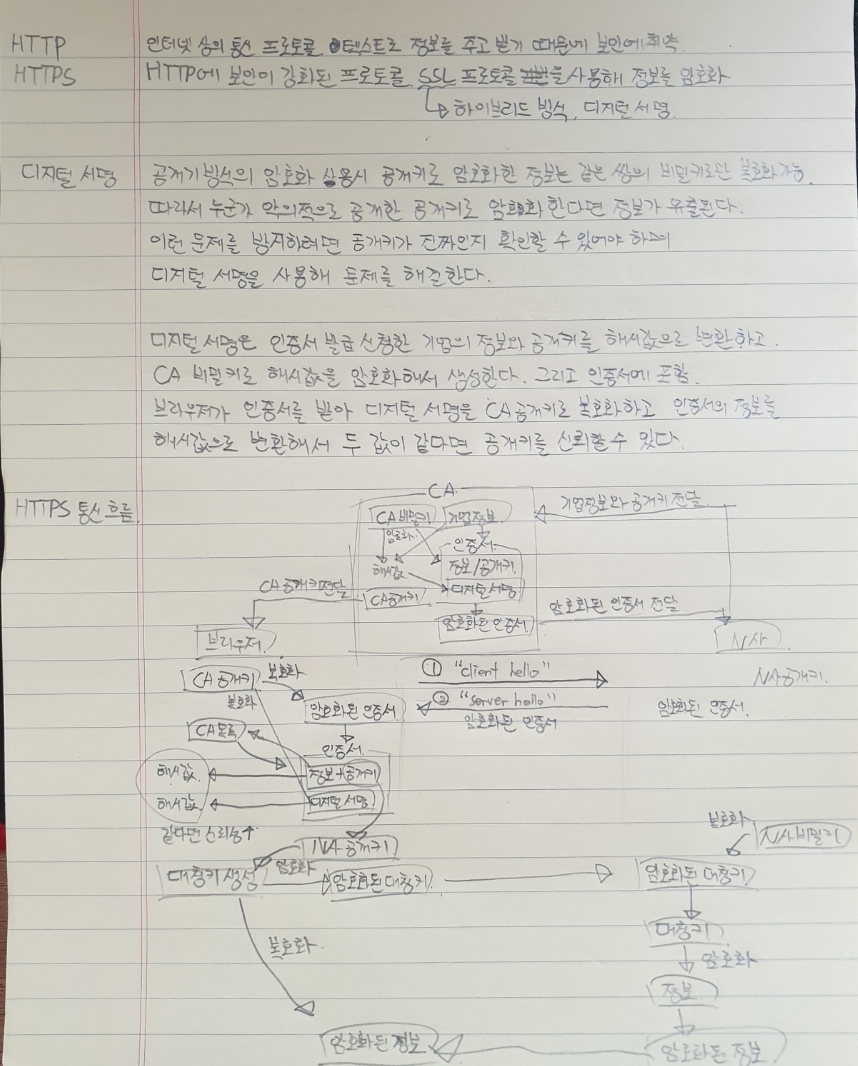 HTTP 인터넷 상의 통신 프로토콜 텍스트로 정보를 주고 받기 때문에 보안에 취약.
HTTPS HTTP에 보안이 강화된 프로토콜. SSL 프로토콜을 사용해 정보를 암호화
하이브리드 방식, 디지털 서명
디지털 서명 공개키 방식의 암호화 사용시 공개키로 암호화한 정보는 같은 쌍의 비밀키로만 복호화 가능.
따라서 누군가 악의적으로 공개한 공개키로 암호화 한다면 정보가 유출된다.
이런 문제를 방지하려면 공개키가 진짜인지 확인할 수 있어야 하며
디지털 서명을 사용해 문제를 해결한다.
디지털 서명은 인증서 발급 신청한 기업의 정보와 공개키를 해시값으로 변환하고
CA 비밀키로 해시값을 암호화해서 생성한다. 그리고 인증서에 포함.
브라우저가 인증서를 받아 디지털 서명을 CA 공개키로 복호화하고 인증서의 정보를
해시값으로 변환해서 두 값이 같다면 공개키를 신뢰할 수 있다.
HTTPS 통신 흐름
CA
기업정보와 공개키 전달
CA 비밀키 기업정보
암호화 인증서
정보/공개키
해시값
디지털 서명
CA 공개키 전달 CA공개키
암호화된 인증서 암호화된 인증서 전달
브라우저 N사
CA 공개키 복호화 ① "client hello" N사공개키
복호화 ② "server hello"
암호화된 인증서 암호화된 인증서 암호화된 인증서
CA목록
인증서
해시값 정보+공개키
해시값 디지털 서명
같다면 신뢰성↑
복호화
N사 공개키 N사비밀키
대칭키 생성 암호화 암호화된 대칭키 암호화된 대칭키
대칭키
복호화 암호화
정보
암호화된 정보 암호화된 정보